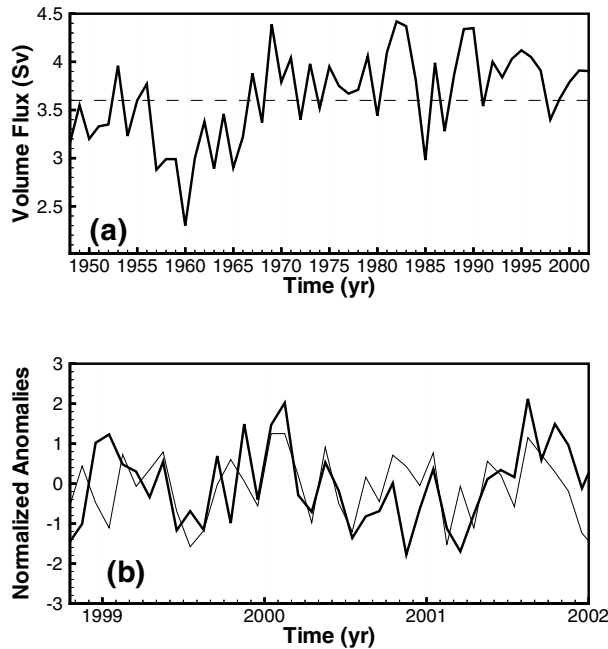 4.5
4
3.5
3
2.5
Volume Flux (Sv)
(a)
1950 1955 1960 1965 1970 1975 1980 1985 1990 1995 2000
Time (yr)
3
2
1
0
-1
-2
-3
Normalized Anomalies
(b)
1999 2000 2001 2002
Time (yr)